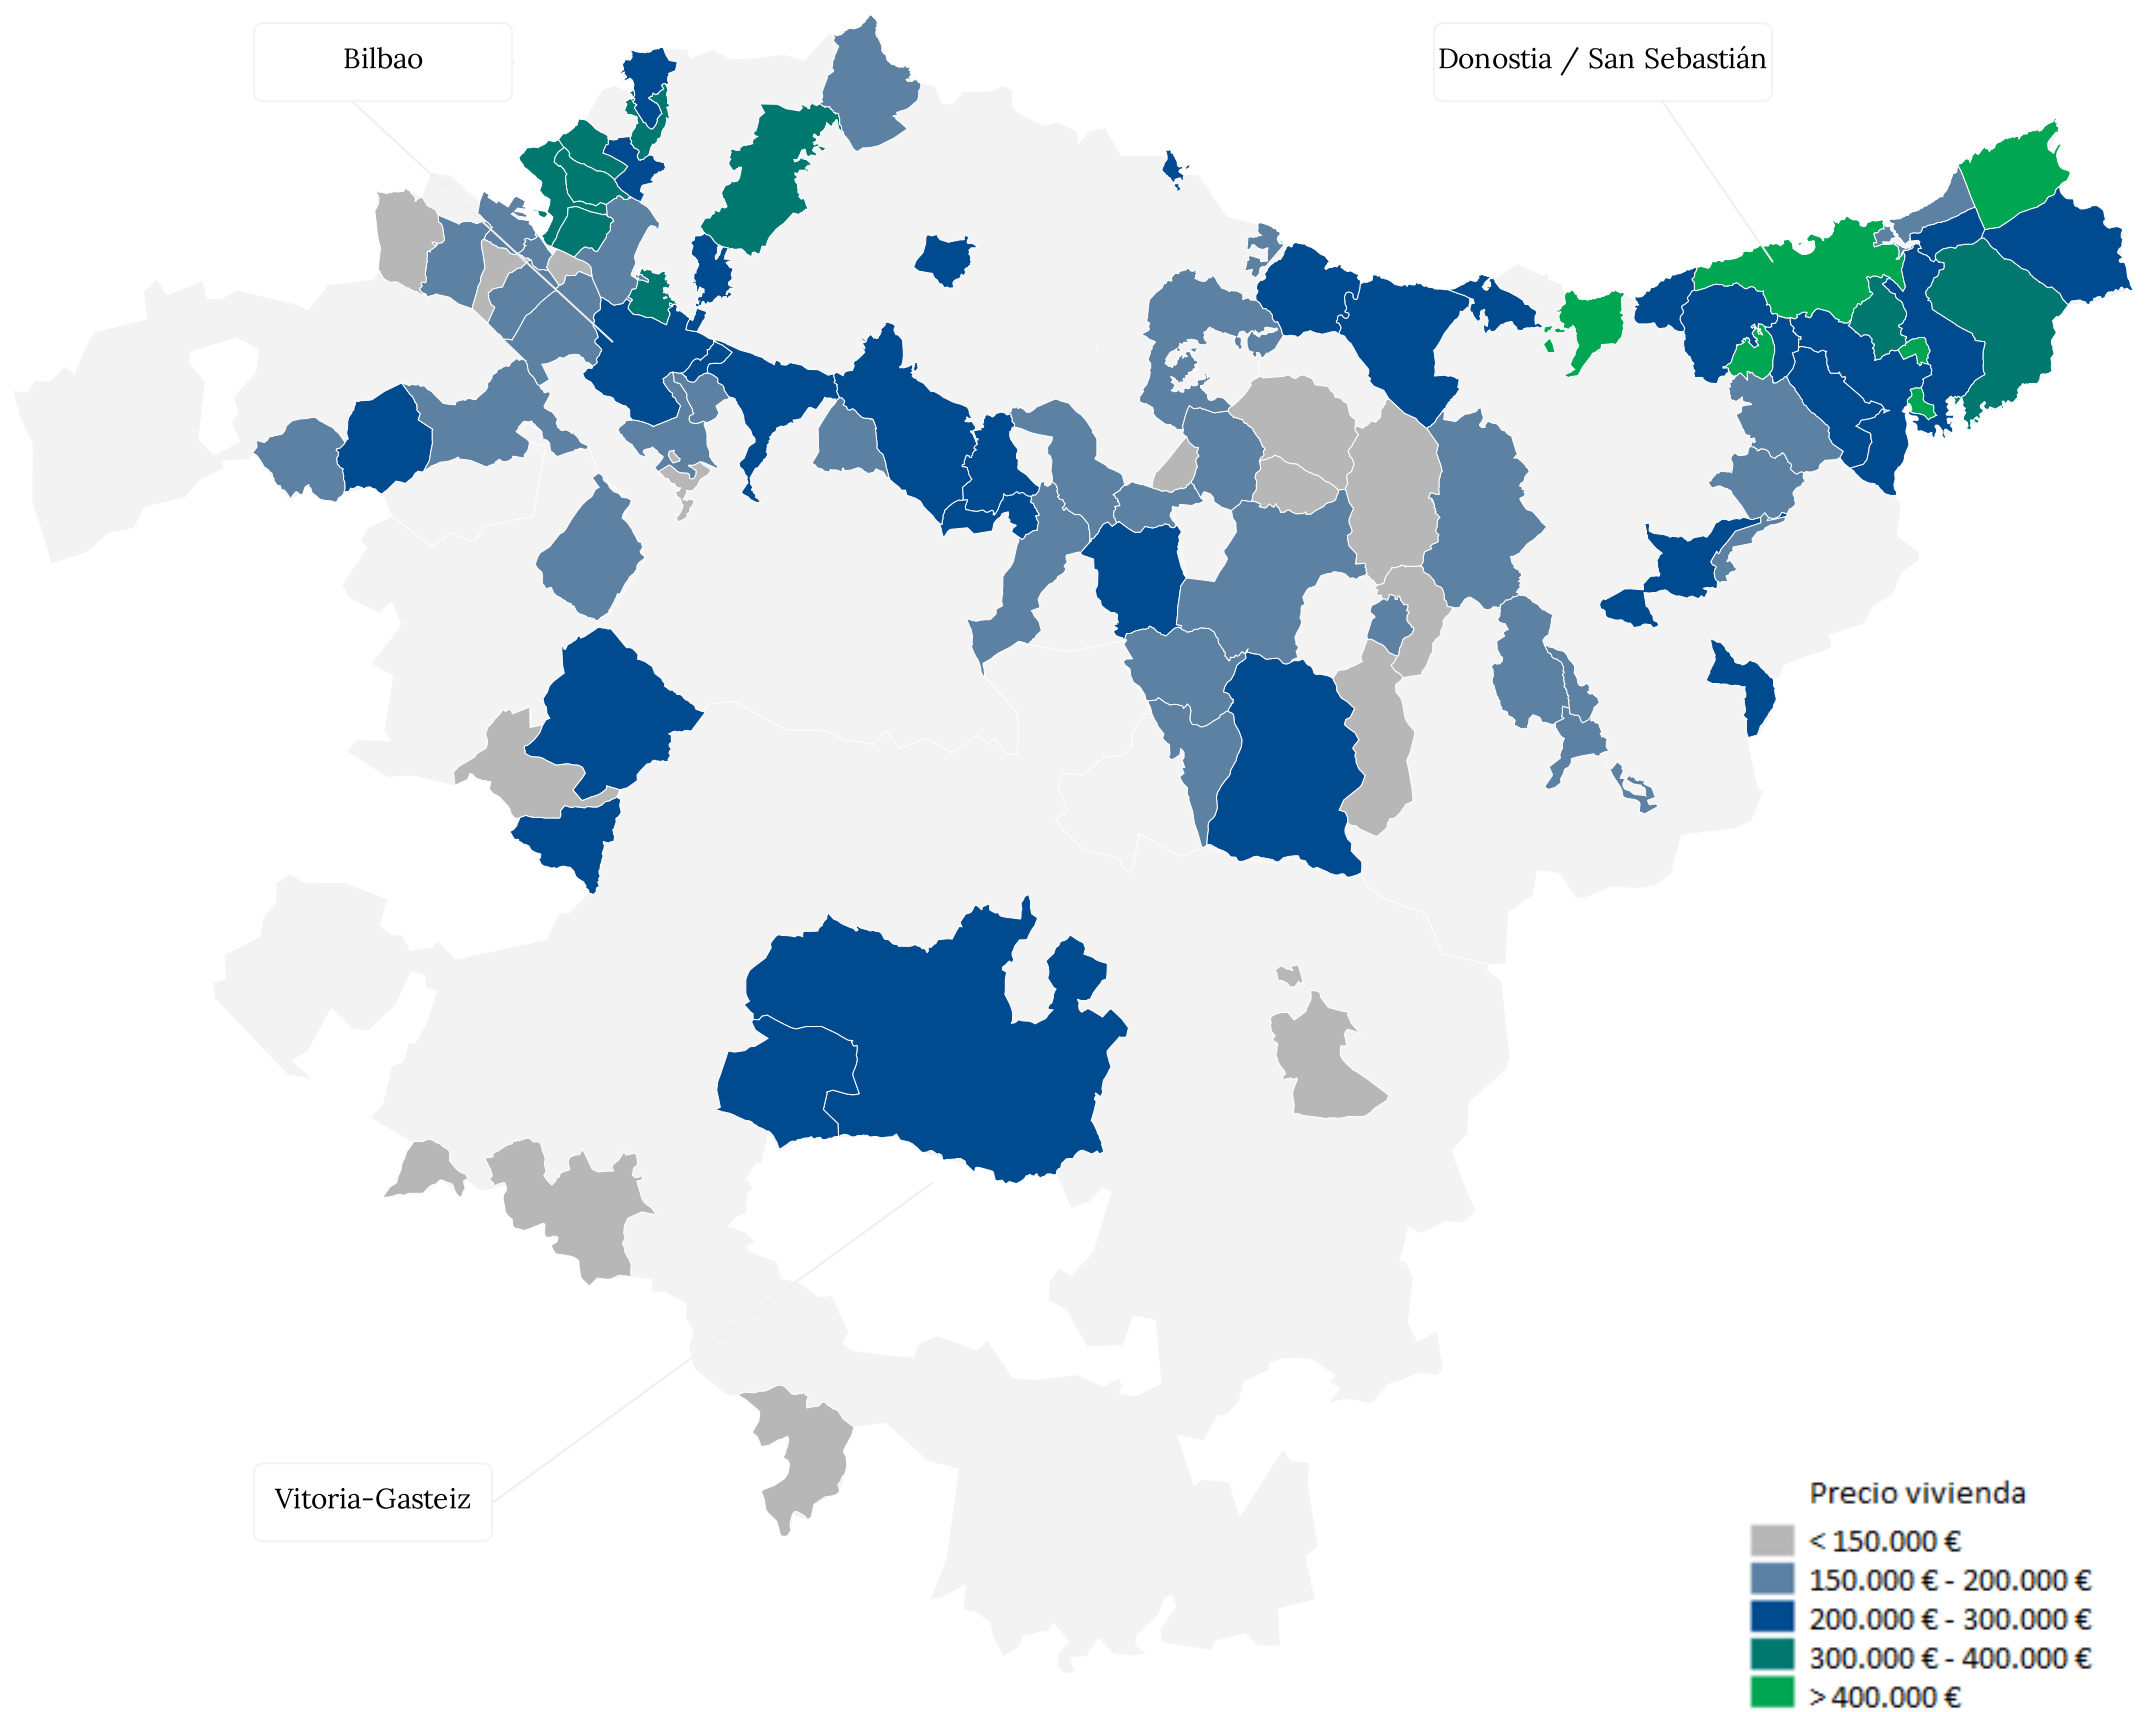 Bilbao
Donostia / San Sebastián
Vitoria-Gasteiz
Precio vivienda
< 150.000 €
150.000 € - 200.000 €
200.000 € - 300.000 €
300.000 € - 400.000 €
> 400.000 €